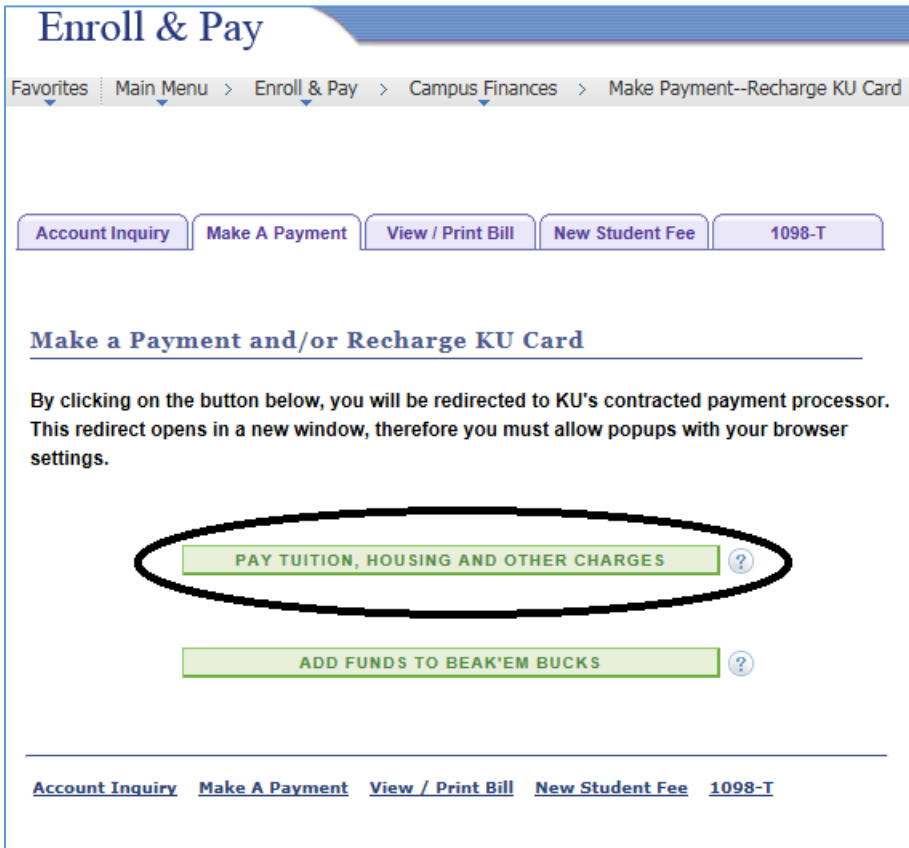 Enroll & Pay
Favorites Main Menu > Enroll & Pay > Campus Finances > Make Payment--Recharge KU Card
Account Inquiry Make A Payment View / Print Bill New Student Fee 1098-T
Make a Payment and/or Recharge KU Card
By clicking on the button below, you will be redirected to KU's contracted payment processor.
This redirect opens in a new window, therefore you must allow popups with your browser
settings.
PAY TUITION, HOUSING AND OTHER CHARGES ?
ADD FUNDS TO BEAK'EM BUCKS ?
Account Inquiry Make A Payment View / Print Bill New Student Fee 1098-T